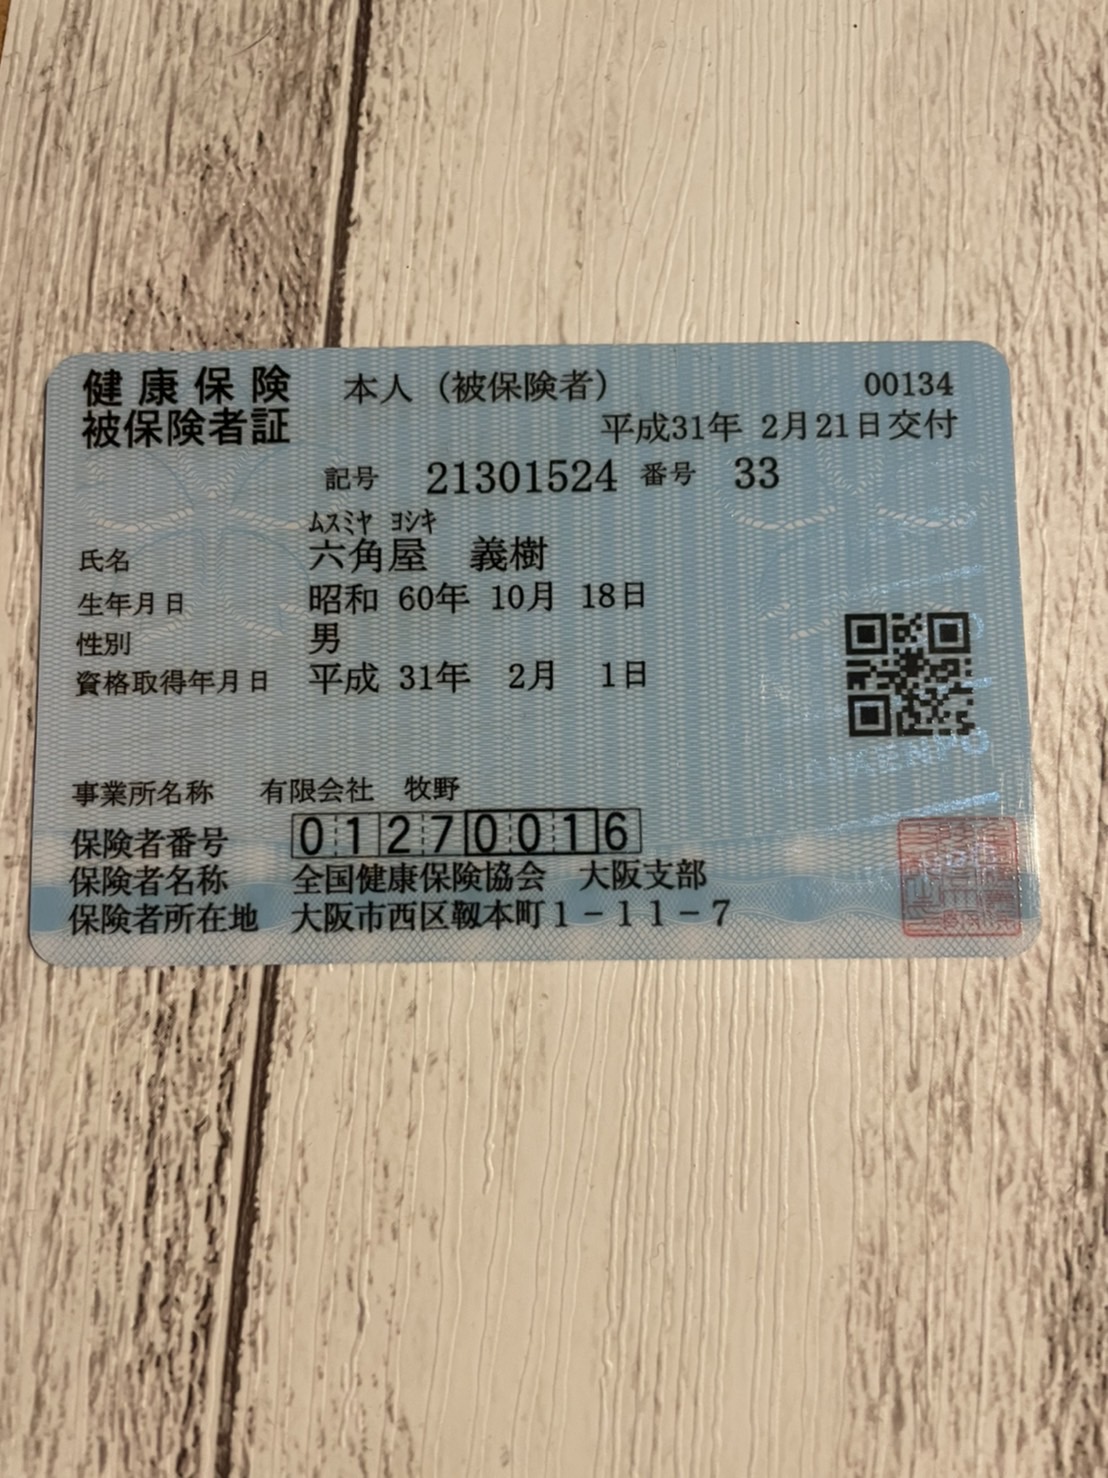 健康保険 本人（被保険者） 00134
被保険者証 平成31年 2月21日交付
記号 21301524 番号 33
ムスミヤ ヨシキ
氏名 六角屋 義樹
生年月日 昭和 60年 10月 18日
性別 男
資格取得年月日 平成 31年 2月 1日
事業所名称 有限会社 牧野
保険者番号 01270016
保険者名称 全国健康保険協会 大阪支部
保険者所在地 大阪市西区靱本町1－11－7